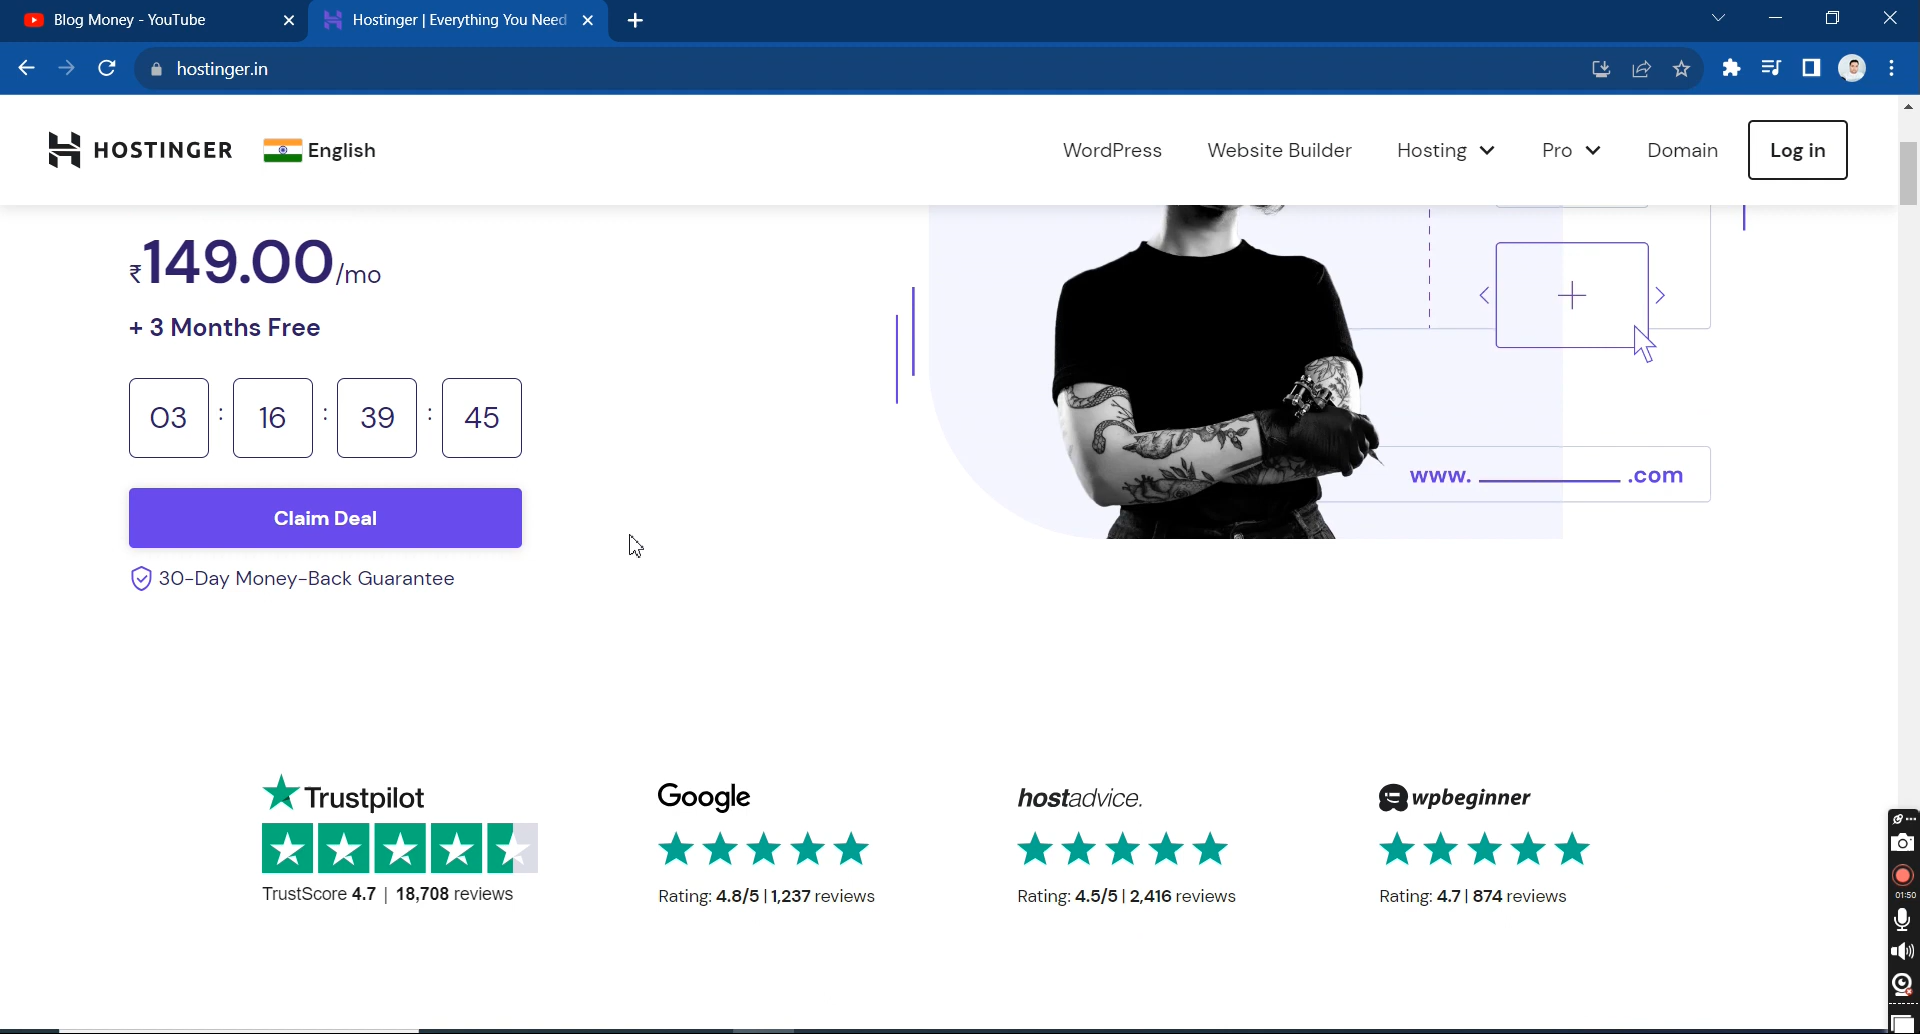 Blog Money - YouTube
Hostinger | Everything You Need
hostinger.in
HOSTINGER
English
WordPress
Website Builder
Hosting
Pro
Domain
Log in
₹149.00/mo
+ 3 Months Free
03 : 16 : 39 : 45
Claim Deal
30-Day Money-Back Guarantee
www. ________ .com
Trustpilot
TrustScore 4.7 | 18,708 reviews
Google
Rating: 4.8/5 | 1,237 reviews
hostadvice.
Rating: 4.5/5 | 2,416 reviews
wpbeginner
Rating: 4.7 | 874 reviews
01:50